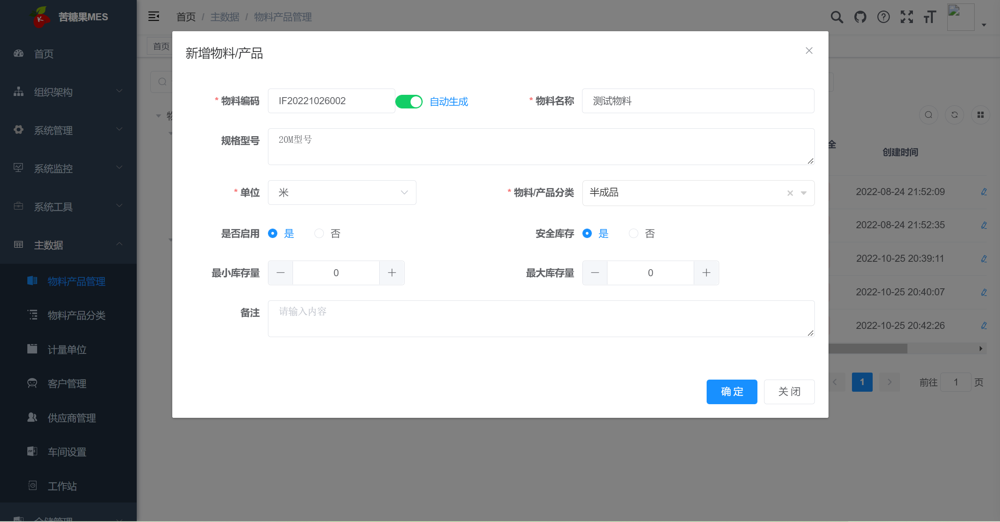 苦糖果MES
首页 / 主数据 / 物料产品管理
首页
首页
组织架构
系统管理
系统监控
系统工具
主数据
物料产品管理
物料产品分类
计量单位
客户管理
供应商管理
ZIP
车间设置
工作站
新增物料/产品
* 物料编码 IF20221026002 自动生成 * 物料名称 测试物料
规格型号 20M型号
* 单位 米 * 物料/产品分类 半成品
是否启用 是 否 安全库存 是 否
最小库存量 0 最大库存量 0
备注 请输入内容
确 定 关 闭
全
创建时间
2022-08-24 21:52:09
2022-08-24 21:52:35
2022-10-25 20:39:11
2022-10-25 20:40:07
2022-10-25 20:42:26
1 前往 1 页